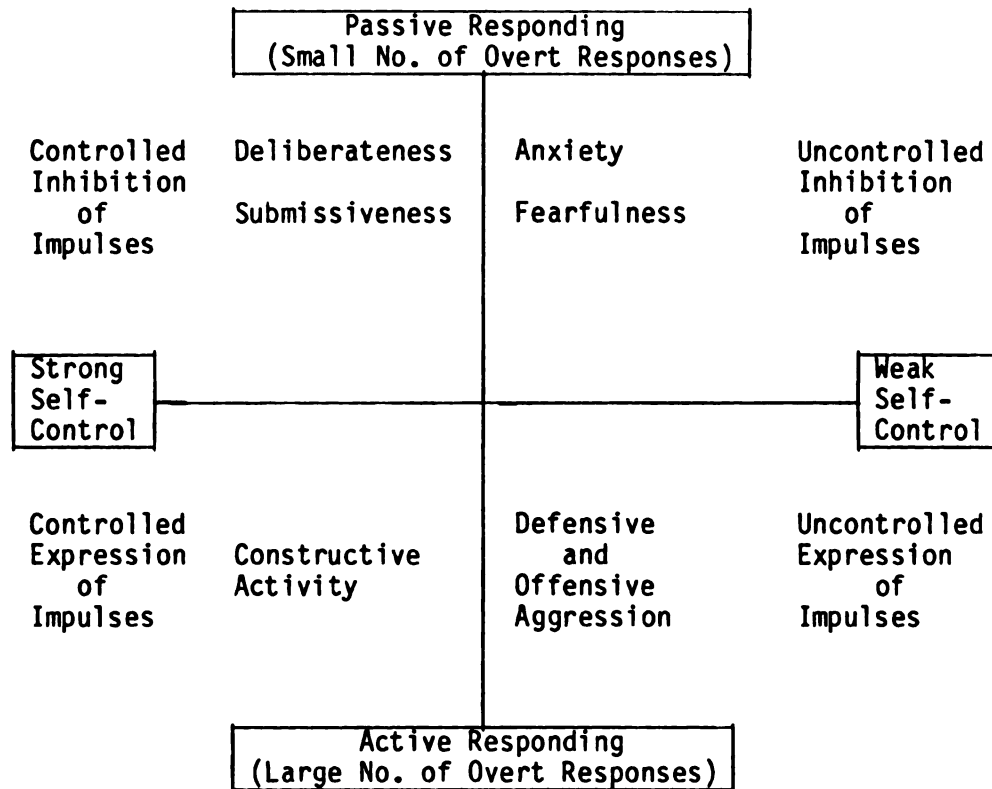 Passive Responding
(Small No. of Overt Responses)
Controlled
Inhibition
of
Impulses
Deliberateness
Submissiveness
Anxiety
Fearfulness
Uncontrolled
Inhibition
of
Impulses
Strong
Self-
Control
Weak
Self-
Control
Controlled
Expression
of
Impulses
Constructive
Activity
Defensive
and
Offensive
Aggression
Uncontrolled
Expression
of
Impulses
Active Responding
(Large No. of Overt Responses)